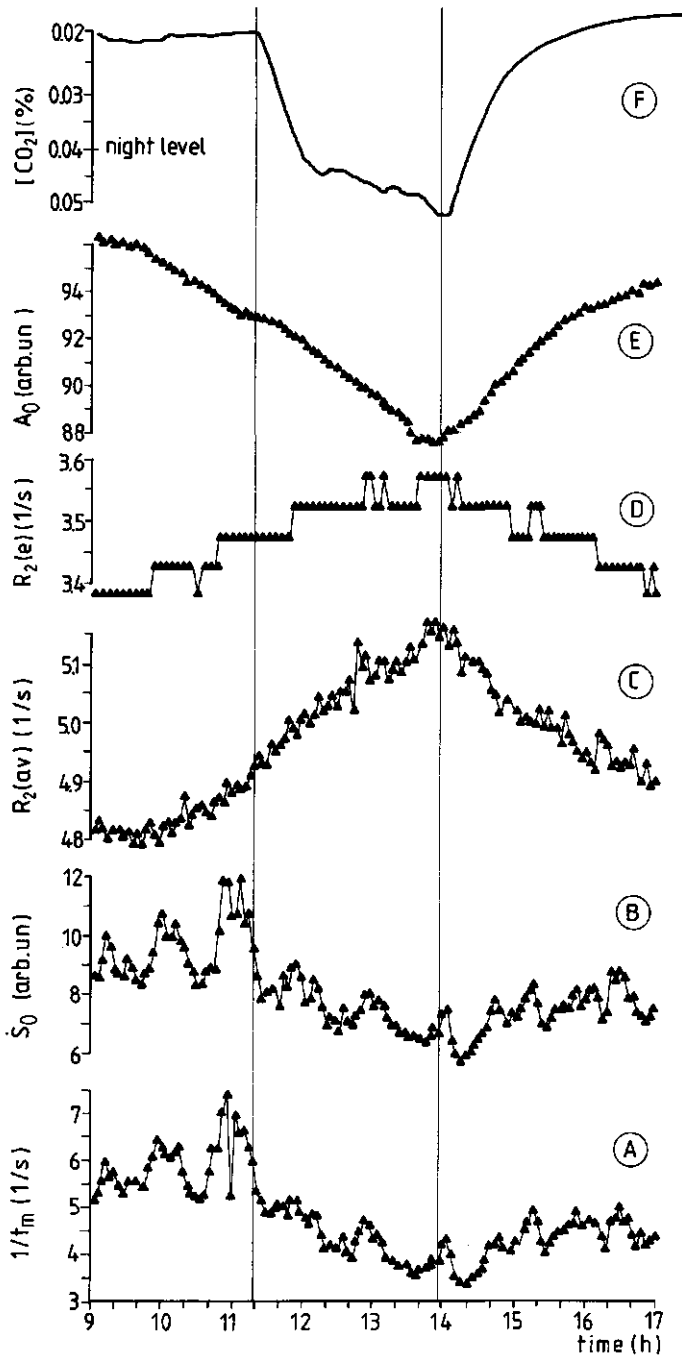 [CO₂](%)
0.02
0.03
0.04
0.05
night level
F
A₀ (arb.un)
94
92
90
88
E
R₂(e) (1/s)
3.6
3.5
3.4
D
R₂(av) (1/s)
5.1
5.0
4.9
4.8
C
Ṡ₀ (arb.un)
12
10
8
6
B
1/tₘ (1/s)
7
6
5
4
3
A
9
10
11
12
13
14
15
16
17
time (h)